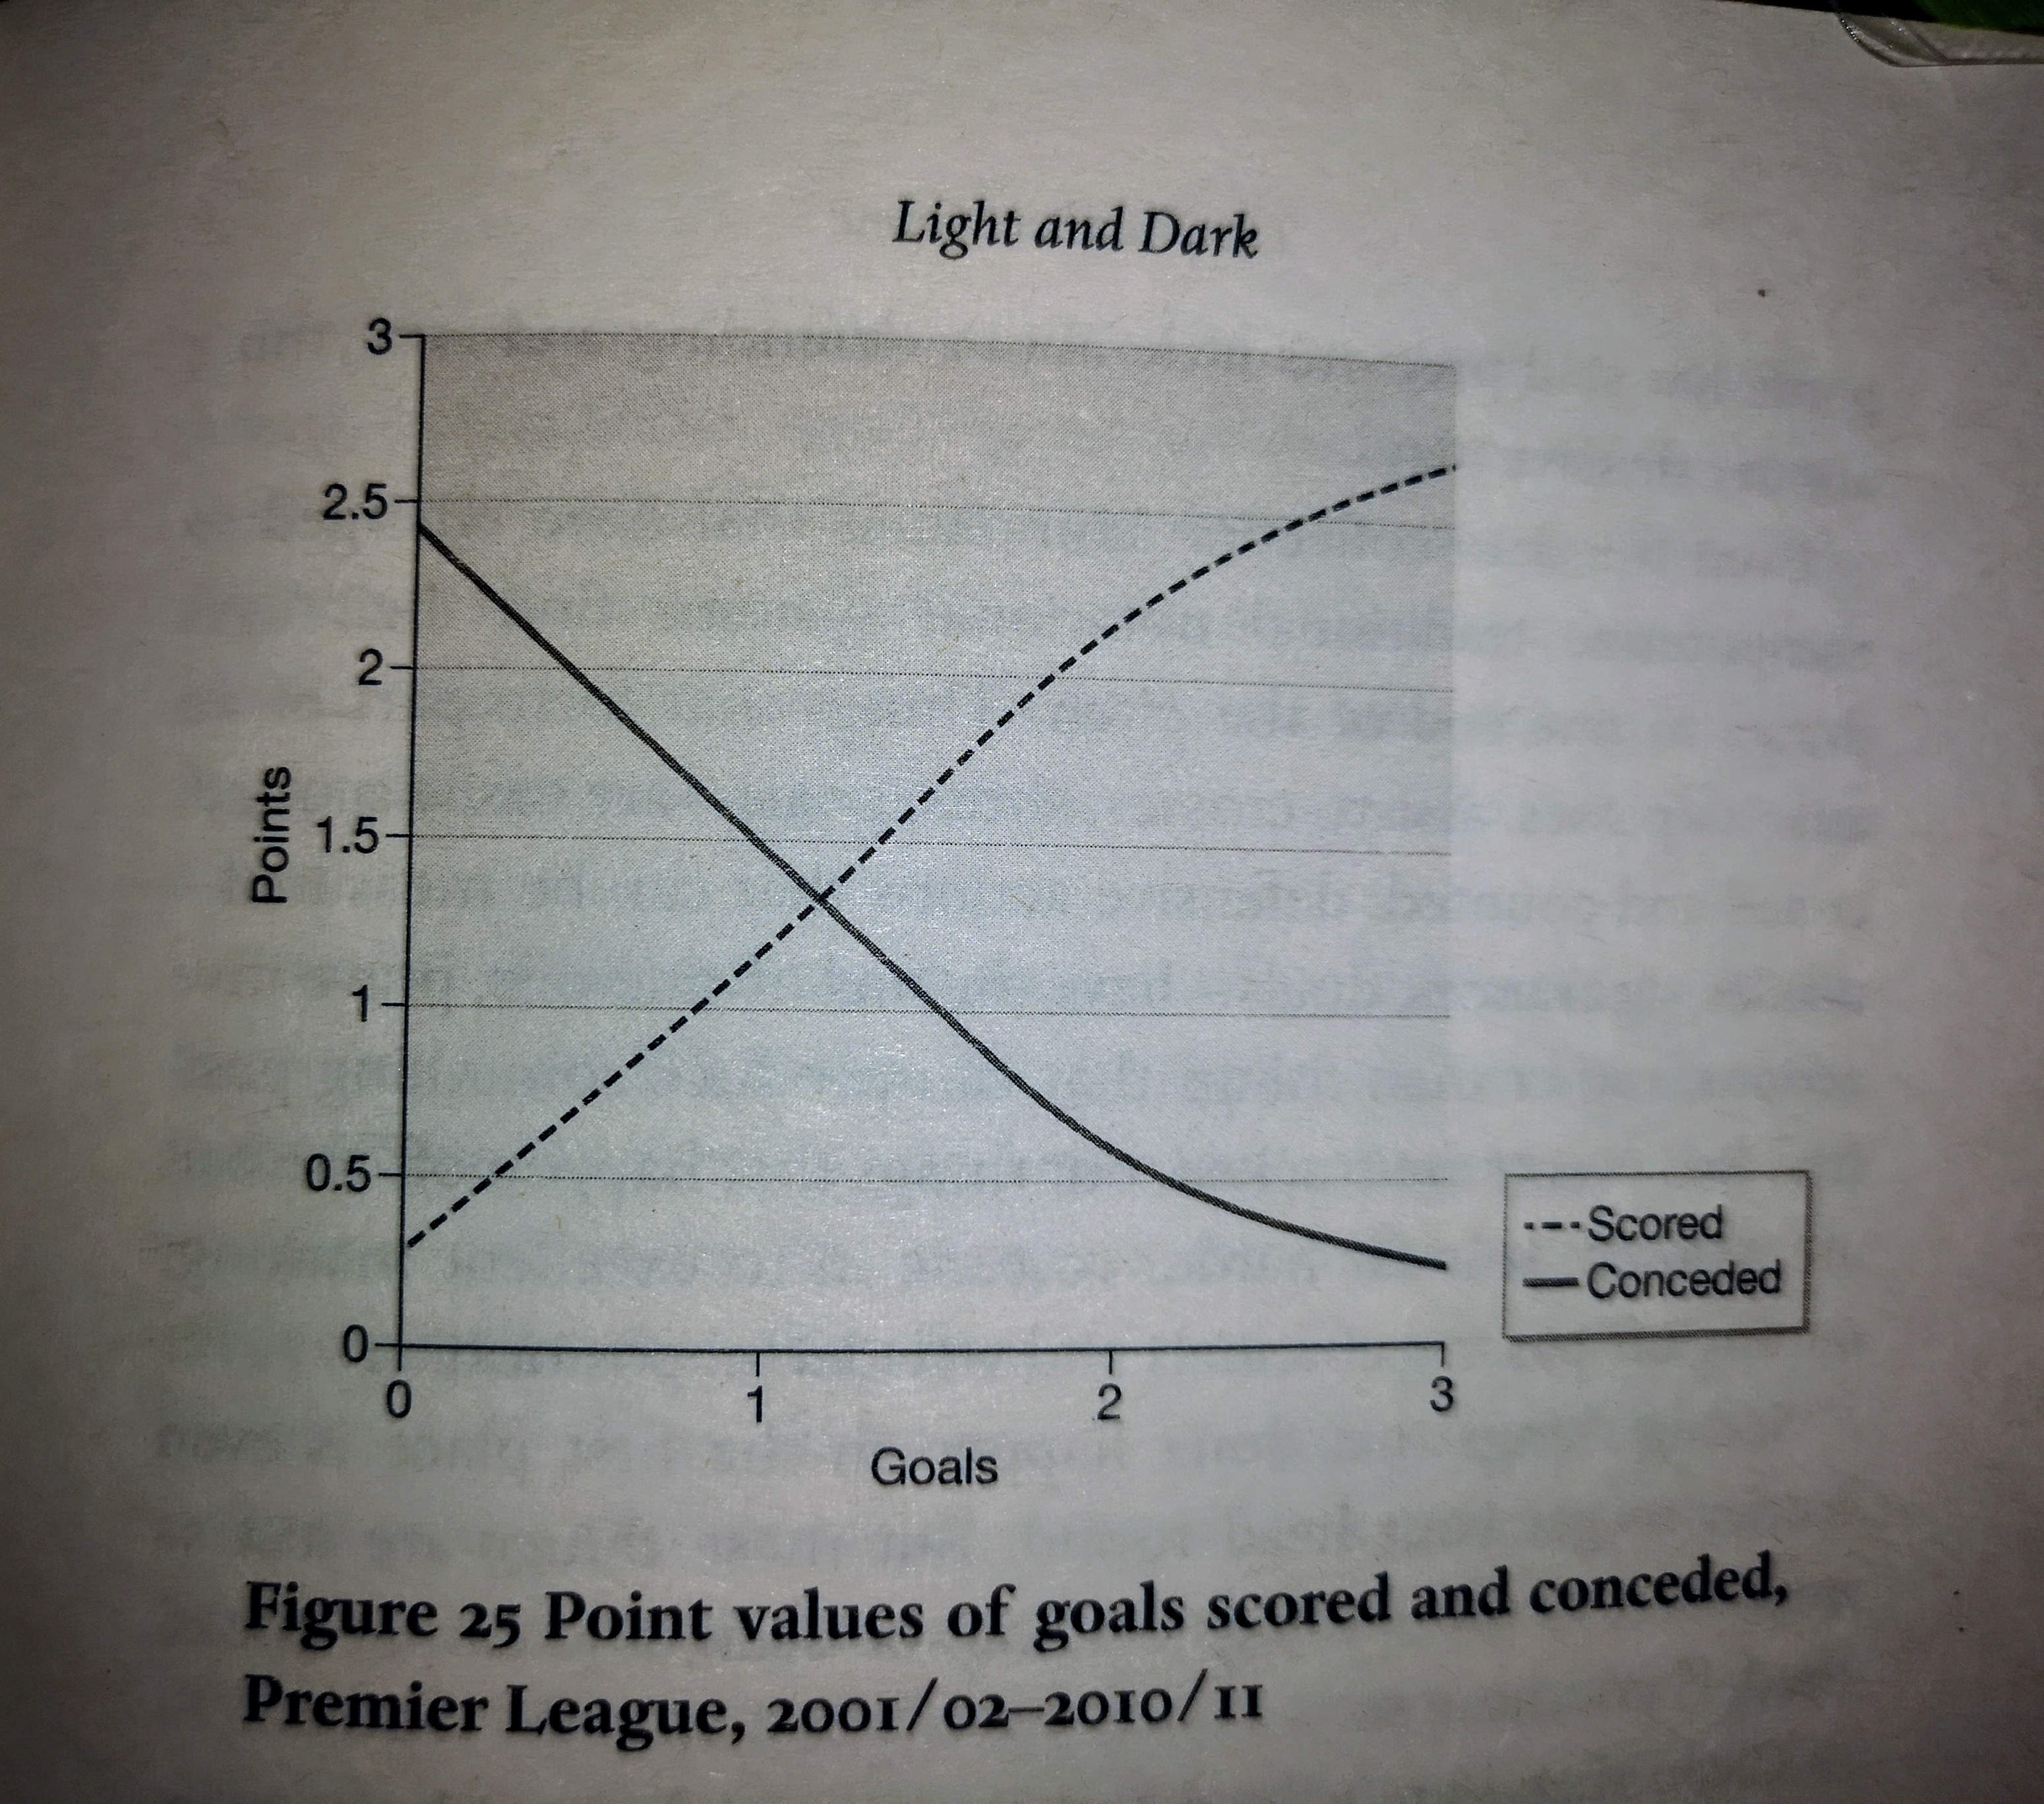 Light and Dark
3
2.5
2
1.5
1
0.5
0
Points
0 1 2 3
Goals
Scored
Conceded
Figure 25 Point values of goals scored and conceded,
Premier League, 2001/02–2010/11